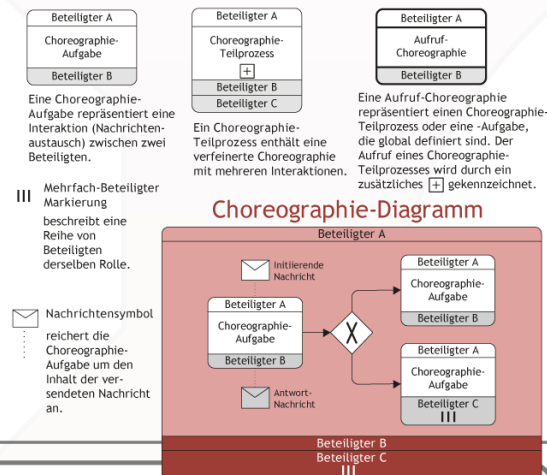 Beteiligter A
Choreographie-
Aufgabe
Beteiligter B
Eine Choreographie-
Aufgabe repräsentiert eine
Interaktion (Nachrichten-
austausch) zwischen zwei
Beteiligten.
Beteiligter A
Choreographie-
Teilprozess
+
Beteiligter B
Beteiligter C
Ein Choreographie-
Teilprozess enthält eine
verfeinerte Choreographie
mit mehreren Interaktionen.
Beteiligter A
Aufruf-
Choreographie
Beteiligter B
Eine Aufruf-Choreographie
repräsentiert einen Choreographie-
Teilprozess oder eine -Aufgabe,
die global definiert sind. Der
Aufruf eines Choreographie-
Teilprozesses wird durch ein
zusätzliches + gekennzeichnet.
III Mehrfach-Beteiligter
Markierung
beschreibt eine
Reihe von
Beteiligten
derselben Rolle.
Nachrichtensymbol
reichert die
Choreographie-
Aufgabe um den
Inhalt der ver-
sendeten Nachricht
an.
Choreographie-Diagramm
Beteiligter A
Initiierende
Nachricht
Beteiligter A
Choreographie-
Aufgabe
Beteiligter B
Antwort-
Nachricht
X
Beteiligter A
Choreographie-
Aufgabe
Beteiligter B
Beteiligter A
Choreographie-
Aufgabe
Beteiligter C
III
Beteiligter B
Beteiligter C
III